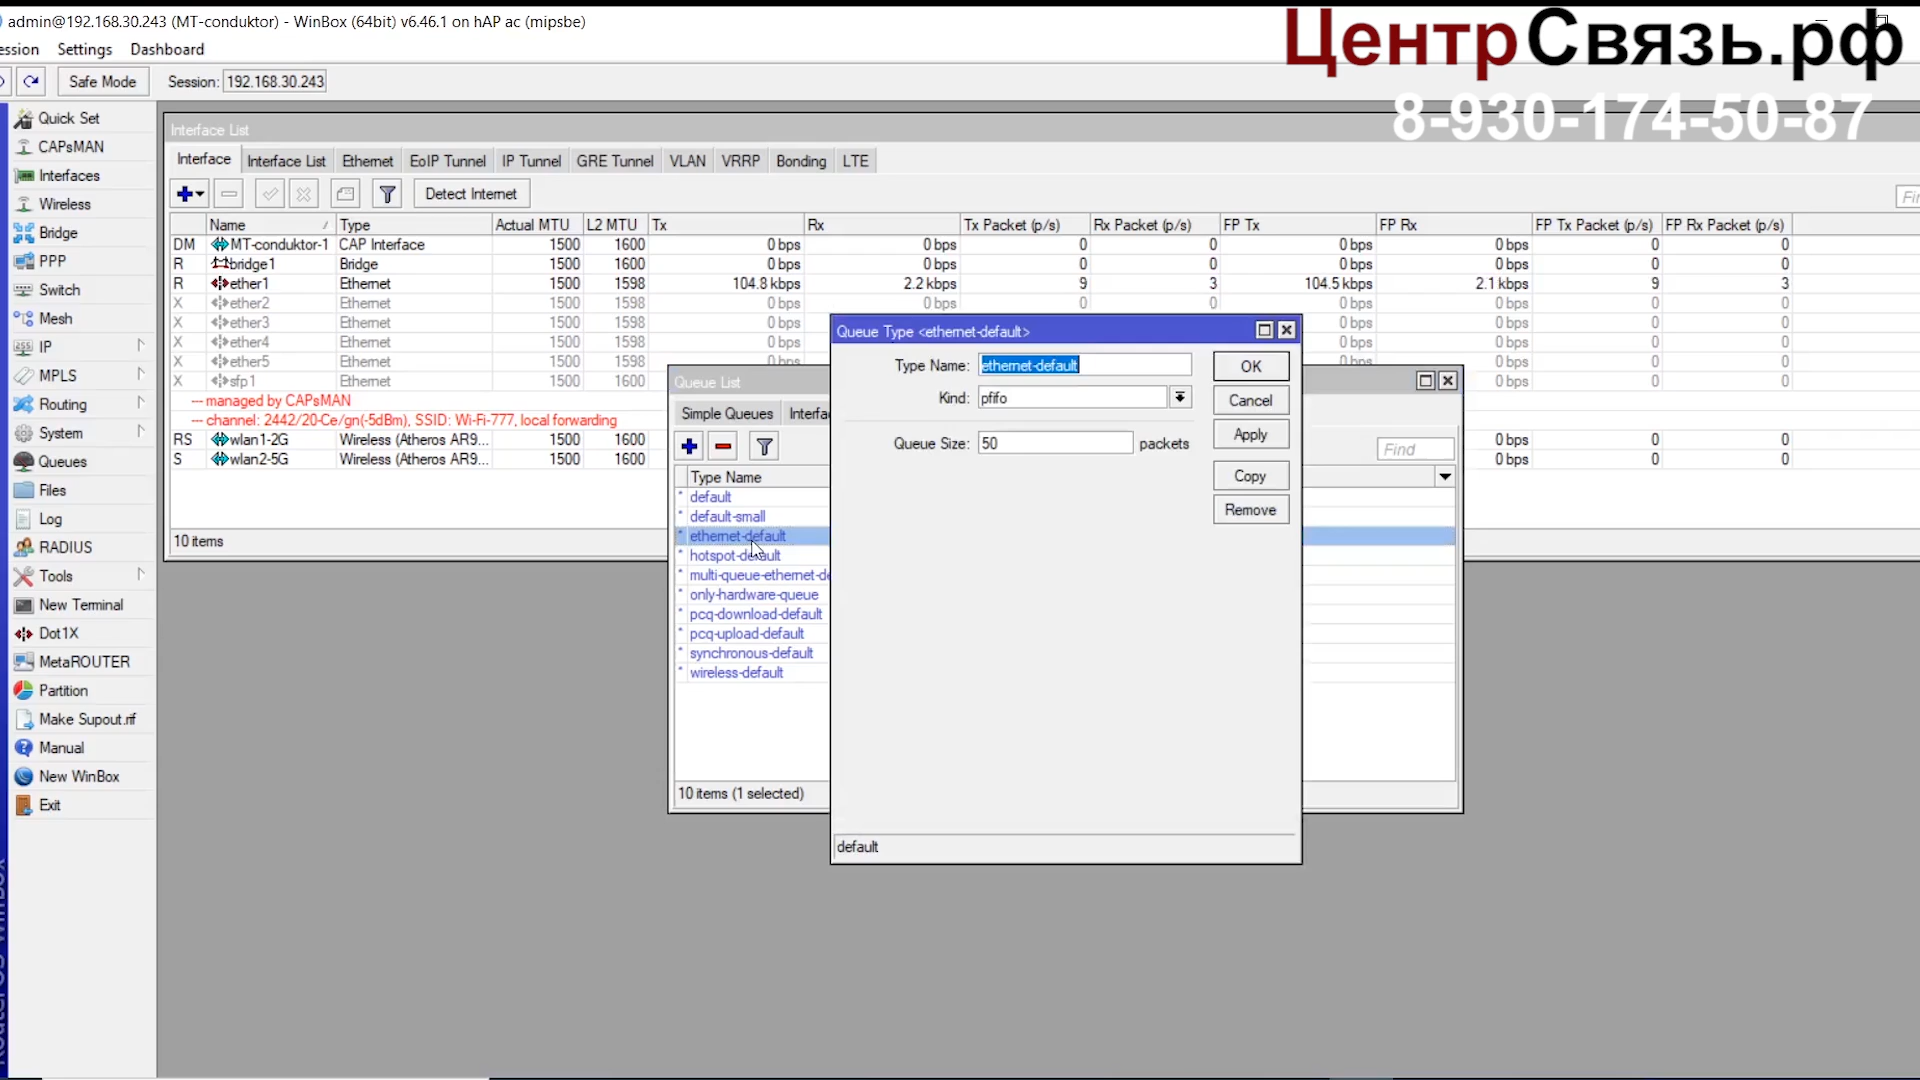 admin@192.168.30.243 (MT-conduktor) - WinBox (64bit) v6.46.1 on hAP ac (mipsbe)
ession Settings Dashboard
ЦентрСвязь.рф
8-930-174-50-87
Safe Mode Session: 192.168.30.243
Quick Set
CAPsMAN
Interfaces
Wireless
Bridge
PPP
Switch
Mesh
IP
MPLS
Routing
System
Queues
Files
Log
RADIUS
Tools
New Terminal
Dot1X
MetaROUTER
Partition
Make Supout.rif
Manual
New WinBox
Exit
RouterOS WinBox
Interface List
Interface Interface List Ethernet EoIP Tunnel IP Tunnel GRE Tunnel VLAN VRRP Bonding LTE
Detect Internet Fin
Name Type Actual MTU L2 MTU Tx Rx Tx Packet (p/s) Rx Packet (p/s) FP Tx FP Rx FP Tx Packet (p/s) FP Rx Packet (p/s)
DM MT-conduktor-1 CAP Interface 1500 1600 0 bps 0 bps 0 0 0 bps 0 bps 0 0
R bridge1 Bridge 1500 1600 0 bps 0 bps 0 0 0 bps 0 bps 0 0
R ether1 Ethernet 1500 1598 104.8 kbps 2.2 kbps 9 3 104.5 kbps 2.1 kbps 9 3
X ether2 Ethernet 1500 1598 0 bps 0 bps 0 0 0 bps 0 bps 0 0
X ether3 Ethernet 1500 1598 0 bps 0 bps 0 0
X ether4 Ethernet 1500 1598 0 bps 0 bps 0 0
X ether5 Ethernet 1500 1598 0 bps 0 bps 0 0
X sfp1 Ethernet 1500 1600 0 bps 0 0
--- managed by CAPsMAN
--- channel: 2442/20-Ce/gn(-5dBm), SSID: Wi-Fi-777, local forwarding
RS wlan1-2G Wireless (Atheros AR9... 1500 1600 0 bps 0 0
S wlan2-5G Wireless (Atheros AR9... 1500 1600 0 bps 0 0
10 items
Queue List
Simple Queues Interfa
Find
Type Name
* default
* default-small
* ethernet-default
* hotspot-default
* multi-queue-ethernet-de
* only-hardware-queue
* pcq-download-default
* pcq-upload-default
* synchronous-default
* wireless-default
10 items (1 selected)
Queue Type <ethernet-default>
Type Name: ethernet-default OK
Kind: pfifo Cancel
Queue Size: 50 packets Apply
Copy
Remove
default